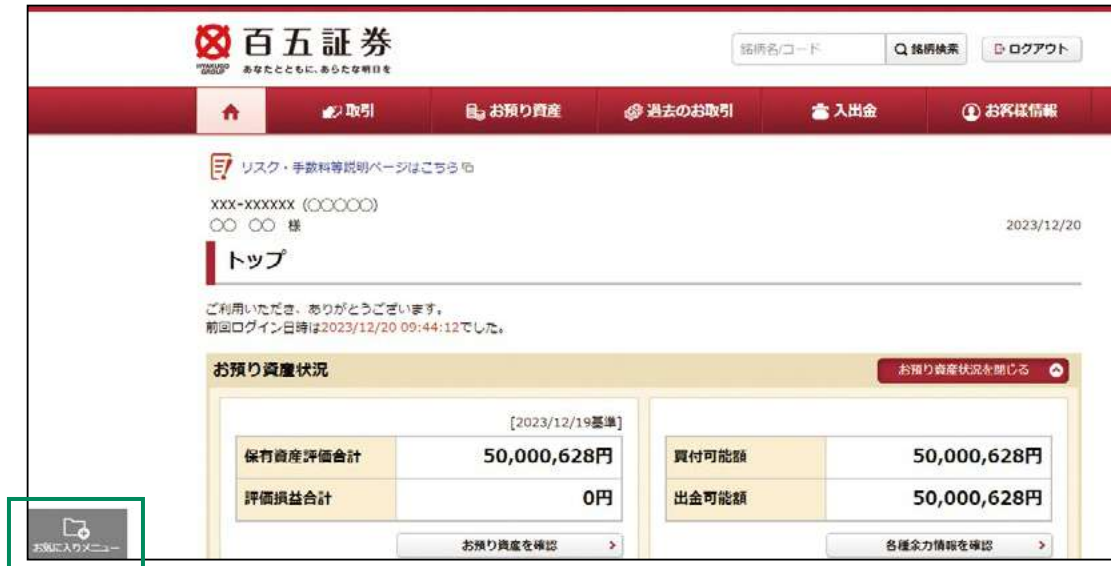 百五証券
HYAKUGO GROUP あなたとともに、あらたな明日を
銘柄名/コード
銘柄検索
ログアウト
取引 お預り資産 過去のお取引 入出金 お客様情報
リスク・手数料等説明ページはこちら
xxx-xxxxxx (○○○○○)
○○ ○○ 様
2023/12/20
トップ
ご利用いただき、ありがとうございます。
前回ログイン日時は2023/12/20 09:44:12でした。
お預り資産状況
お預り資産状況を閉じる
[2023/12/19基準]
保有資産評価合計 50,000,628円
評価損益合計 0円
お預り資産を確認
買付可能額 50,000,628円
出金可能額 50,000,628円
各種余力情報を確認
お気に入りメニュー